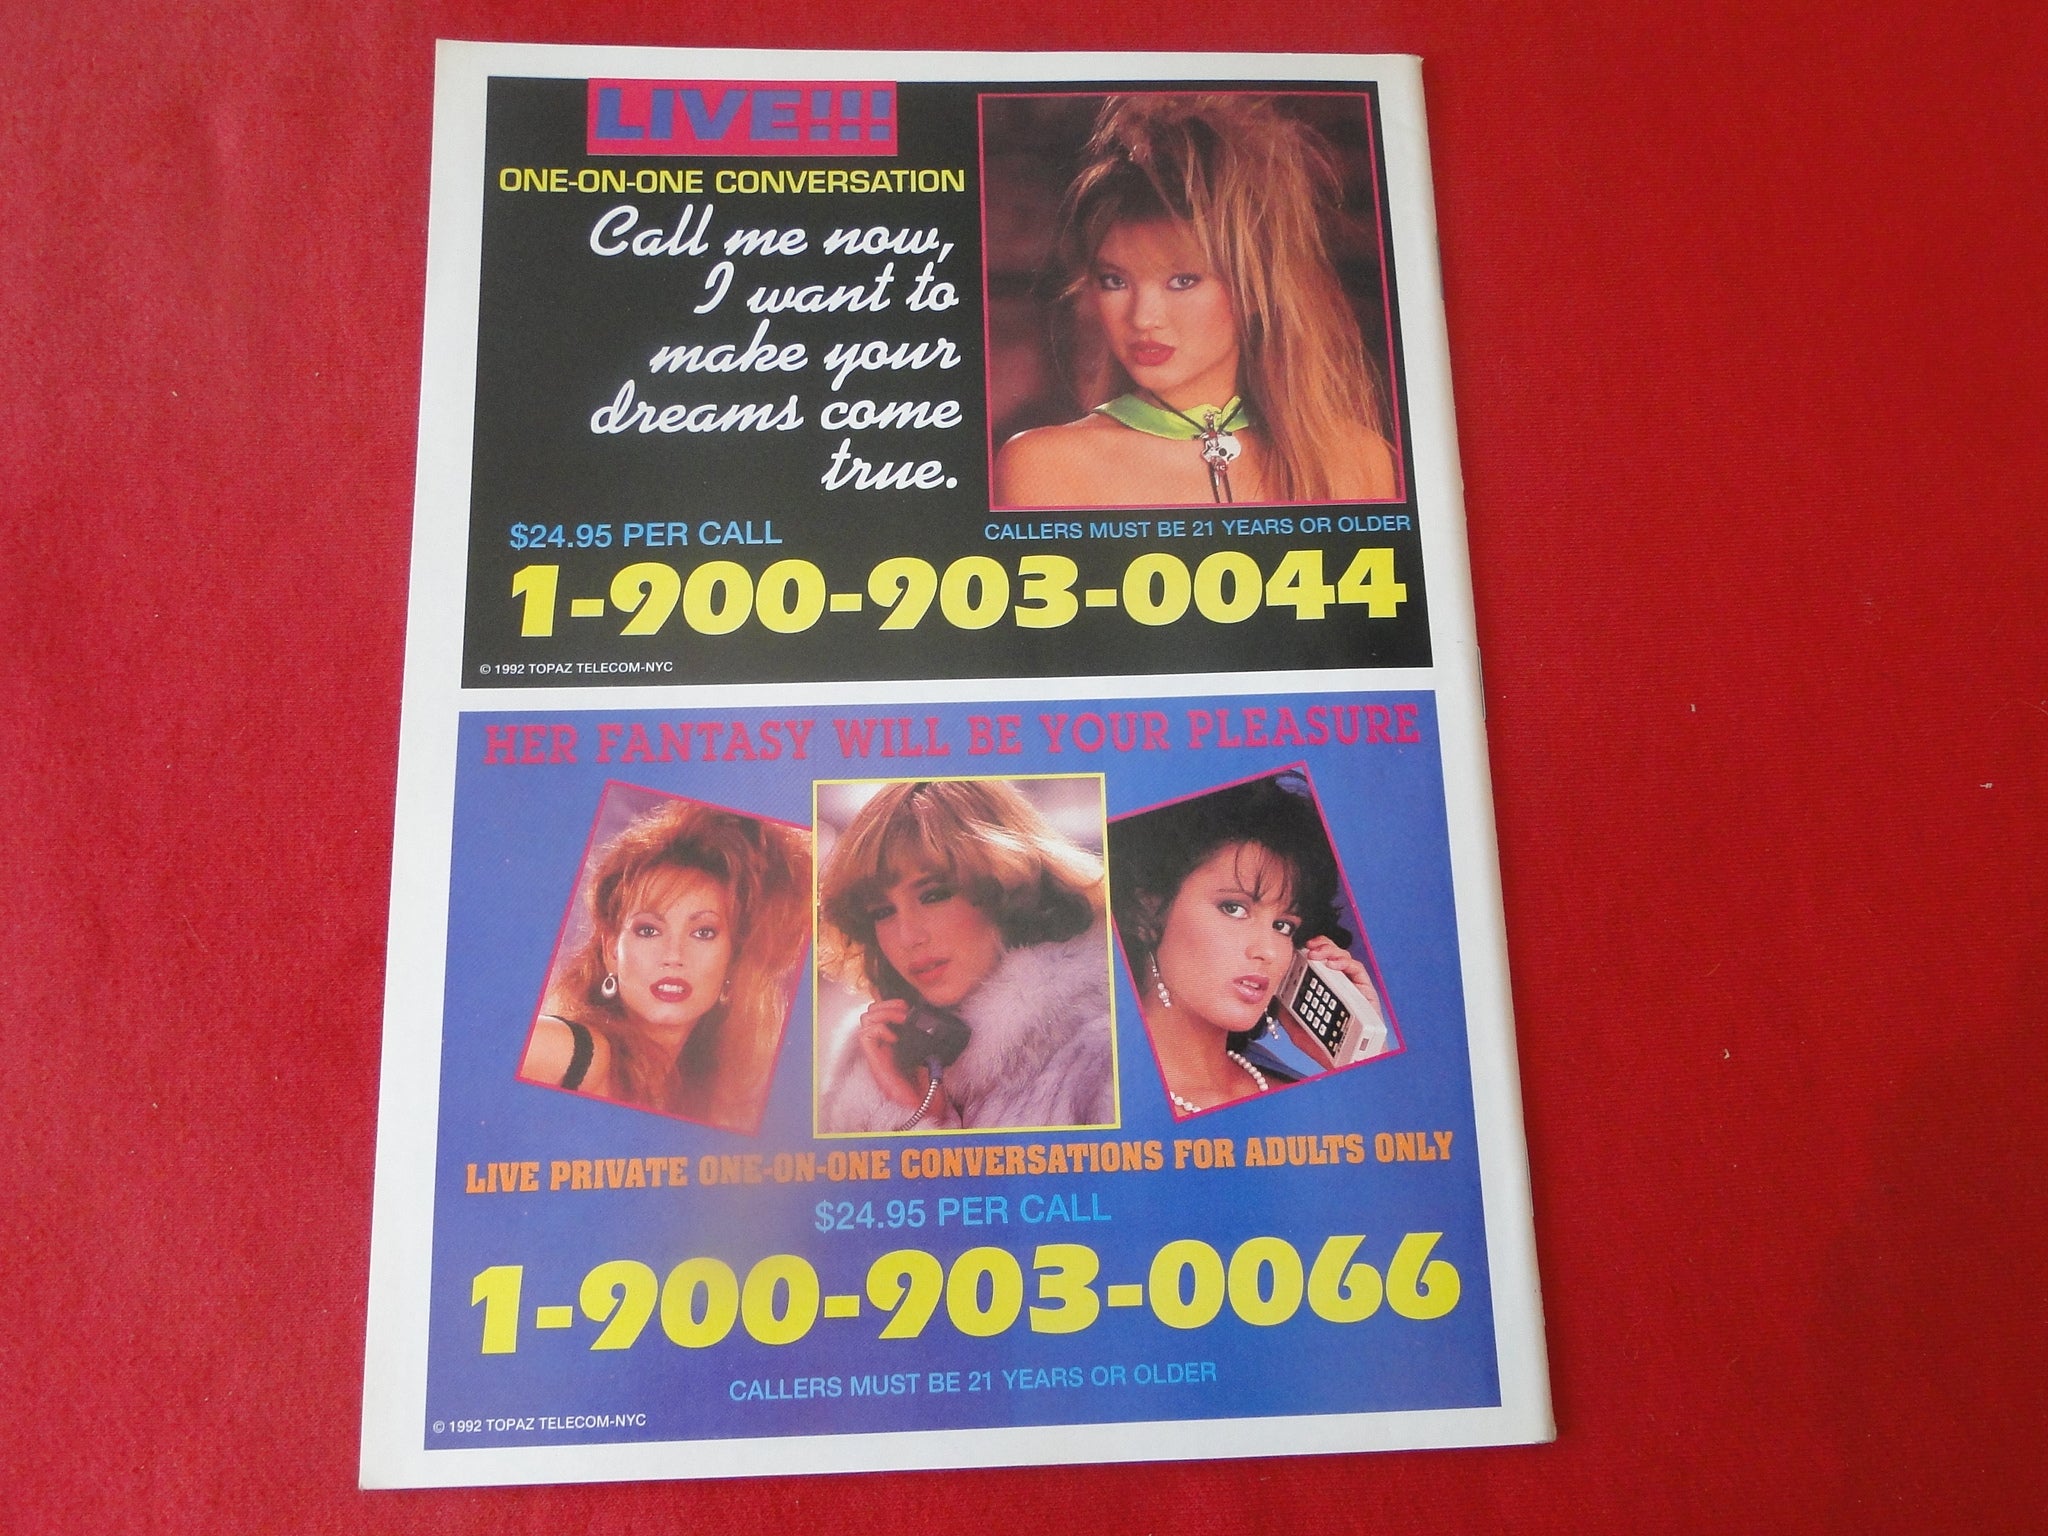 LIVE!!!
ONE-ON-ONE CONVERSATION
Call me now,
I want to
make your
dreams come
true.
$24.95 PER CALL
CALLERS MUST BE 21 YEARS OR OLDER
1-900-903-0044
© 1992 TOPAZ TELECOM-NYC
HER FANTASY WILL BE YOUR PLEASURE
LIVE PRIVATE ONE-ON-ONE CONVERSATIONS FOR ADULTS ONLY
$24.95 PER CALL
1-900-903-0066
CALLERS MUST BE 21 YEARS OR OLDER
© 1992 TOPAZ TELECOM-NYC